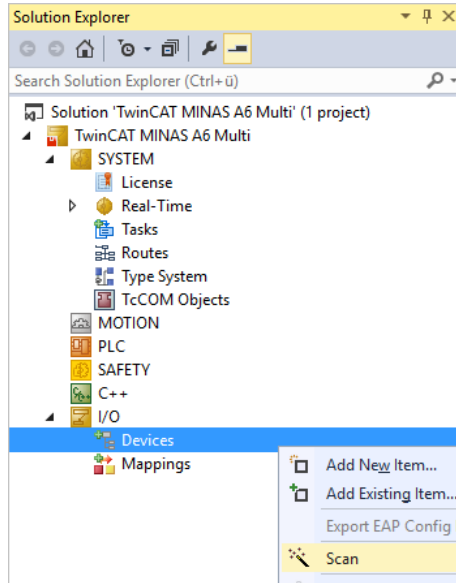 Solution Explorer
Search Solution Explorer (Ctrl+ü)
Solution 'TwinCAT MINAS A6 Multi' (1 project)
TwinCAT MINAS A6 Multi
SYSTEM
License
Real-Time
Tasks
Routes
Type System
TcCOM Objects
MOTION
PLC
SAFETY
C++
I/O
Devices
Mappings
Add New Item...
Add Existing Item...
Export EAP Config
Scan